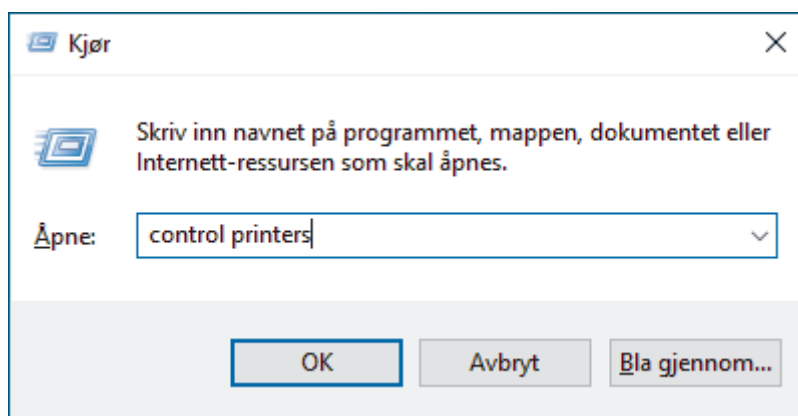 Kjør
Skriv inn navnet på programmet, mappen, dokumentet eller
Internett-ressursen som skal åpnes.
Åpne: control printers
OK Avbryt Bla gjennom...